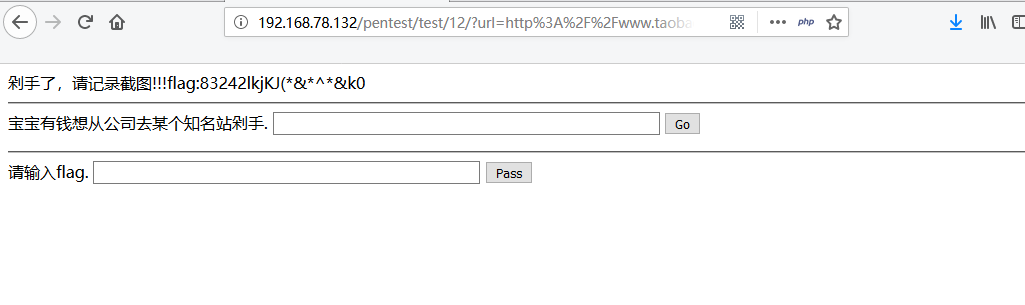 192.168.78.132/pentest/test/12/?url=http%3A%2F%2Fwww.taoba
php
剁手了，请记录截图!!!flag:83242lkjKJ(*&*^*&k0
宝宝有钱想从公司去某个知名站剁手. Go
请输入flag. Pass